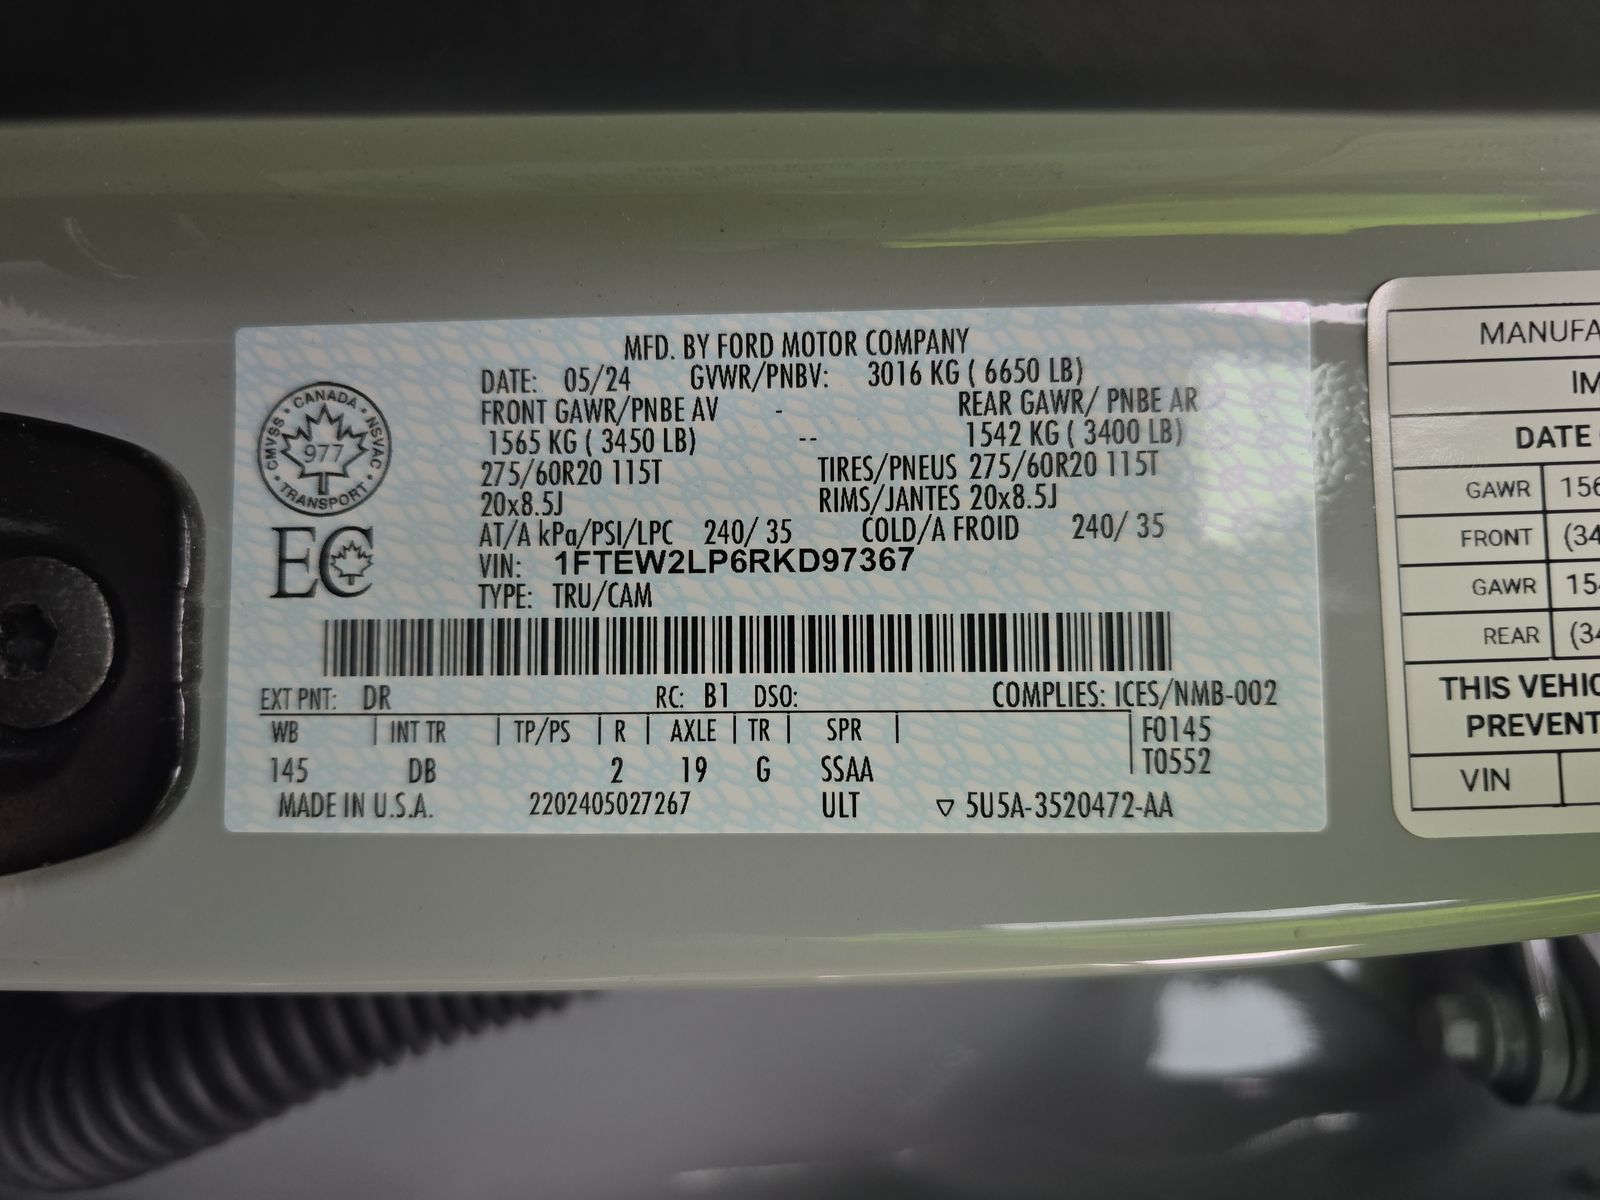 MFD. BY FORD MOTOR COMPANY
DATE: 05/24 GVWR/PNBV: 3016 KG ( 6650 LB)
FRONT GAWR/PNBE AV - REAR GAWR/ PNBE AR
1565 KG ( 3450 LB) -- 1542 KG ( 3400 LB)
275/60R20 115T TIRES/PNEUS 275/60R20 115T
20x8.5J RIMS/JANTES 20x8.5J
AT/A kPa/PSI/LPC 240/ 35 COLD/A FROID 240/ 35
VIN: 1FTEW2LP6RKD97367
TYPE: TRU/CAM
CANADA
CMVSS NSVAC
977
TRANSPORT
EC
EXT PNT: DR RC: B1 DSO: COMPLIES: ICES/NMB-002
WB | INT TR | TP/PS | R | AXLE | TR | SPR | F0145
145 DB 2 19 G SSAA T0552
MADE IN U.S.A. 2202405027267 ULT ▽ 5U5A-3520472-AA
MANUFA
IM
DATE
GAWR 156
FRONT (34
GAWR 154
REAR (34
THIS VEHIC
PREVENT
VIN